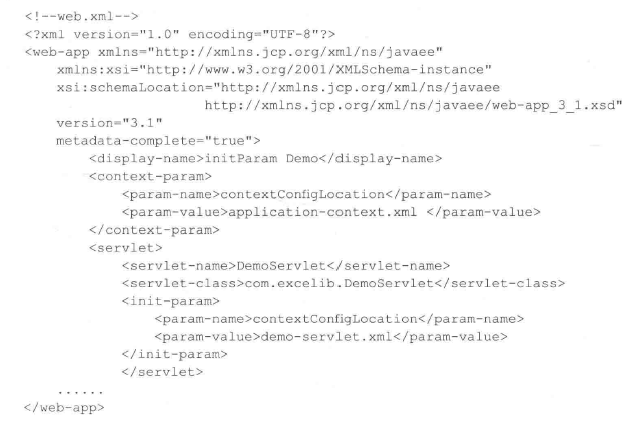 <!--web.xml-->
<?xml version="1.0" encoding="UTF-8"?>
<web-app xmlns="http://xmlns.jcp.org/xml/ns/javaee"
    xmlns:xsi="http://www.w3.org/2001/XMLSchema-instance"
    xsi:schemaLocation="http://xmlns.jcp.org/xml/ns/javaee
                    http://xmlns.jcp.org/xml/ns/javaee/web-app_3_1.xsd"
    version="3.1"
    metadata-complete="true">
        <display-name>initParam Demo</display-name>
        <context-param>
            <param-name>contextConfigLocation</param-name>
            <param-value>application-context.xml </param-value>
        </context-param>
        <servlet>
            <servlet-name>DemoServlet</servlet-name>
            <servlet-class>com.excelib.DemoServlet</servlet-class>
            <init-param>
                <param-name>contextConfigLocation</param-name>
                <param-value>demo-servlet.xml</param-value>
            </init-param>
            </servlet>
    ......
</web-app>